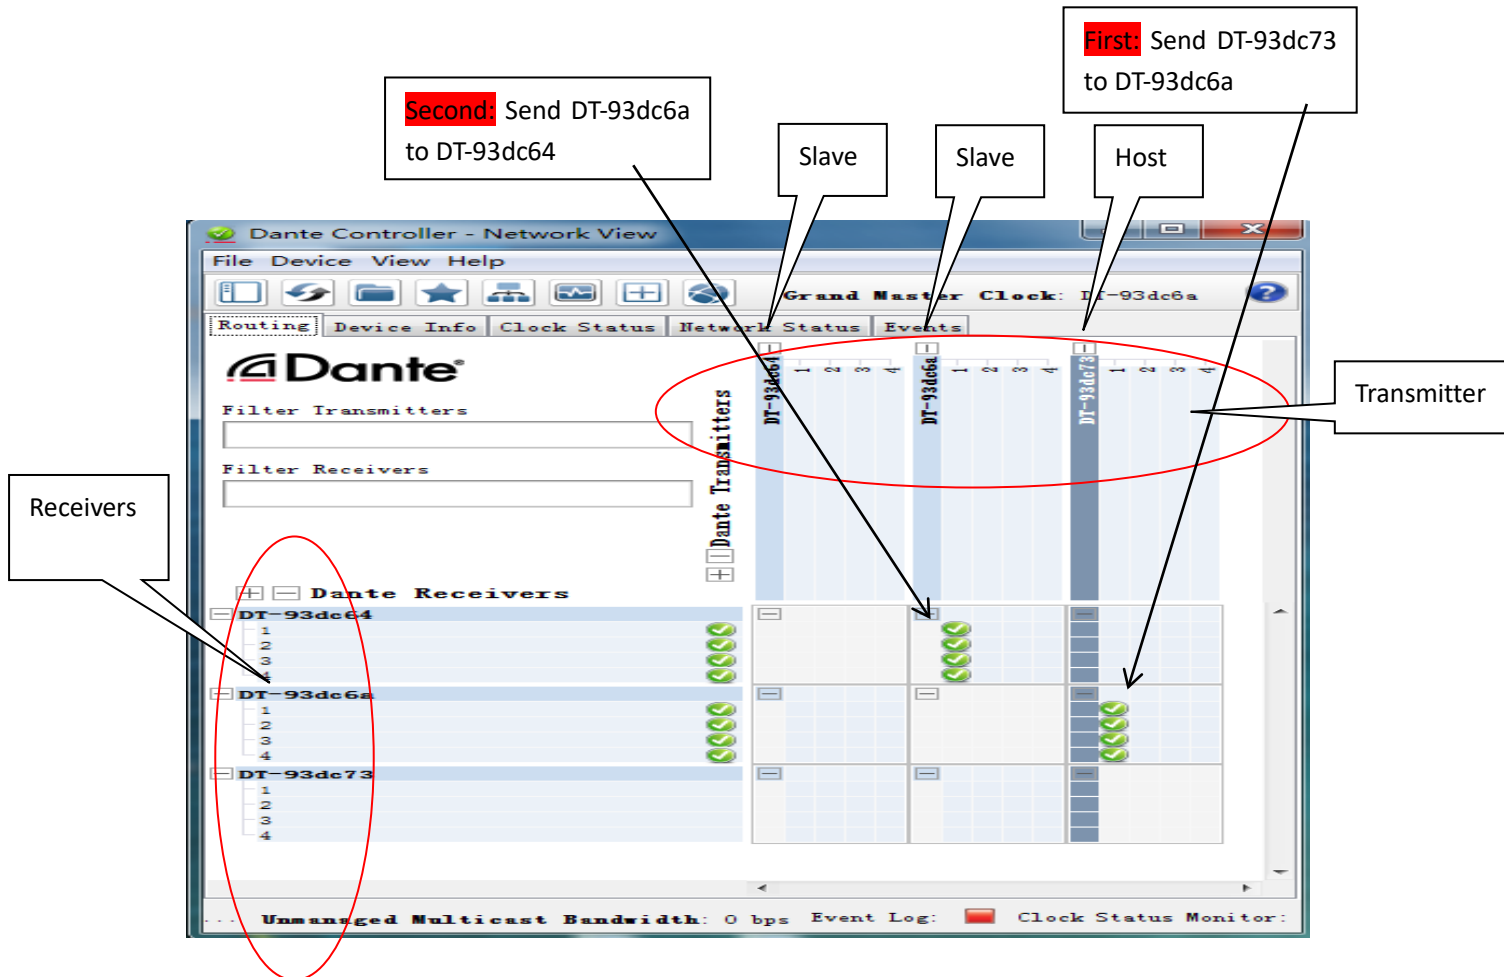 First: Send DT-93dc73
to DT-93dc6a
Second: Send DT-93dc6a
to DT-93dc64
Slave
Slave
Host
Dante Controller - Network View
File Device View Help
Grand Master Clock: DT-93dc6a
Routing Device Info Clock Status Network Status Events
Dante
Filter Transmitters
Filter Receivers
Dante Transmitters
DT-93dc64
1 2 3 4
DT-93dc6a
1 2 3 4
DT-93dc73
1 2 3 4
Transmitter
Receivers
Dante Receivers
DT-93dc64
1
2
3
4
DT-93dc6a
1
2
3
4
DT-93dc73
1
2
3
4
... Unmanaged Multicast Bandwidth: 0 bps Event Log: Clock Status Monitor: